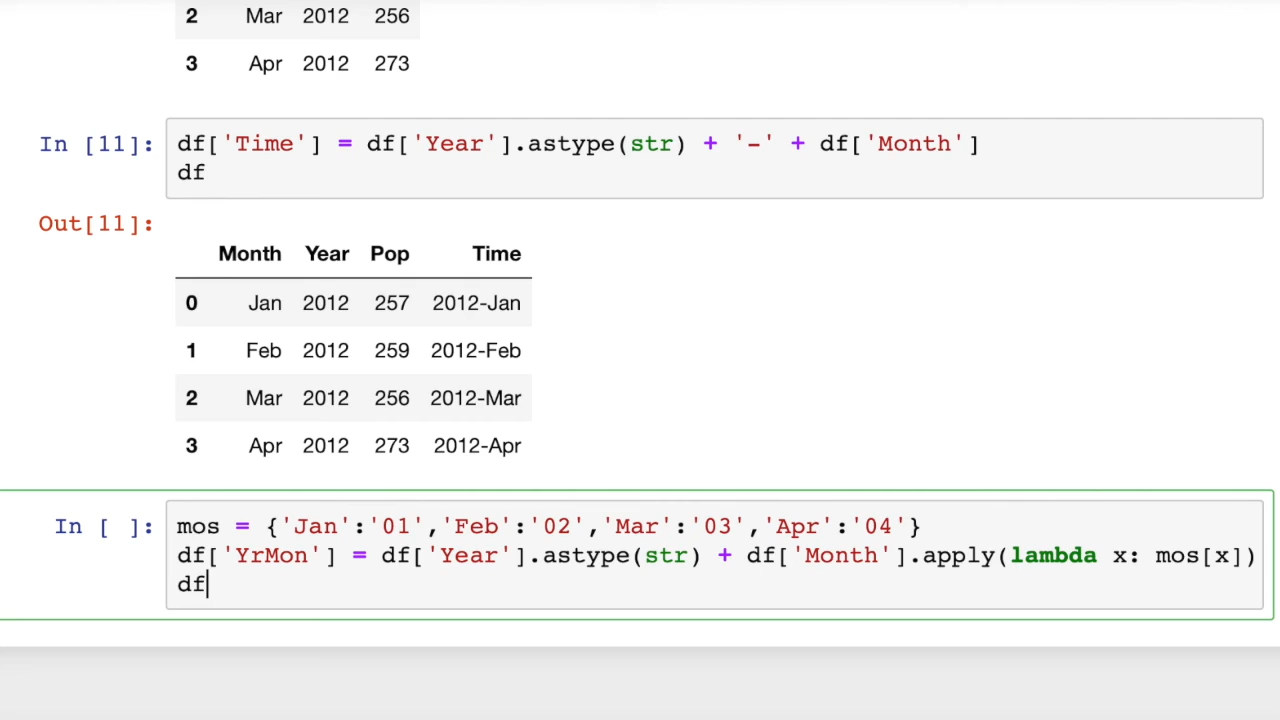 2 Mar 2012 256
3 Apr 2012 273
In [11]: df['Time'] = df['Year'].astype(str) + '-' + df['Month']
df
Out[11]:
Month Year Pop Time
0 Jan 2012 257 2012-Jan
1 Feb 2012 259 2012-Feb
2 Mar 2012 256 2012-Mar
3 Apr 2012 273 2012-Apr
In [ ]: mos = {'Jan':'01','Feb':'02','Mar':'03','Apr':'04'}
df['YrMon'] = df['Year'].astype(str) + df['Month'].apply(lambda x: mos[x])
df